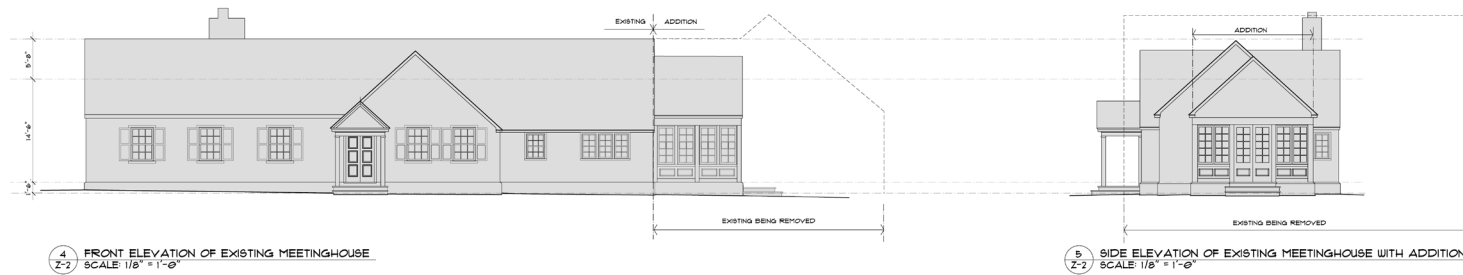 EXISTING
ADDITION
ADDITION
5'-8"
14'-6"
1'-6"
EXISTING BEING REMOVED
EXISTING BEING REMOVED
4
Z-2
FRONT ELEVATION OF EXISTING MEETINGHOUSE
SCALE: 1/8" = 1'-0"
5
Z-2
SIDE ELEVATION OF EXISTING MEETINGHOUSE WITH ADDITION
SCALE: 1/8" = 1'-0"